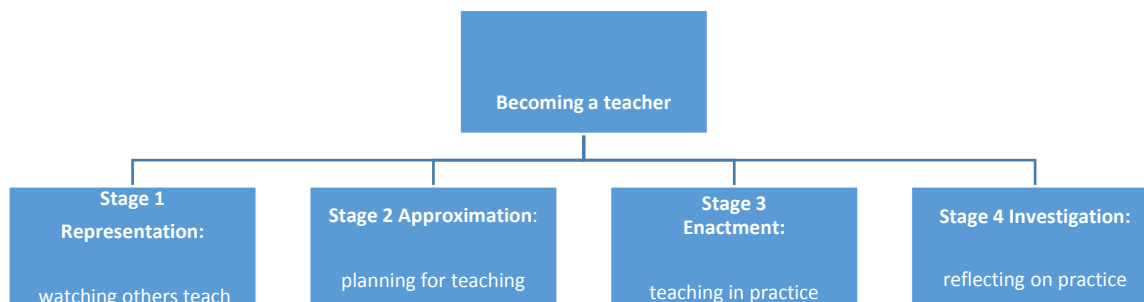 Becoming a teacher
Stage 1
Representation:
watching others teach
Stage 2 Approximation:
planning for teaching
Stage 3
Enactment:
teaching in practice
Stage 4 Investigation:
reflecting on practice